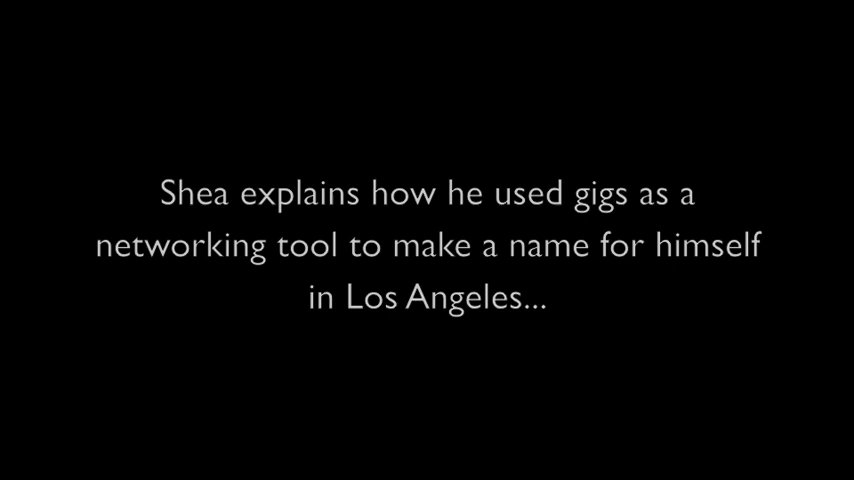 Shea explains how he used gigs as a
networking tool to make a name for himself
in Los Angeles...